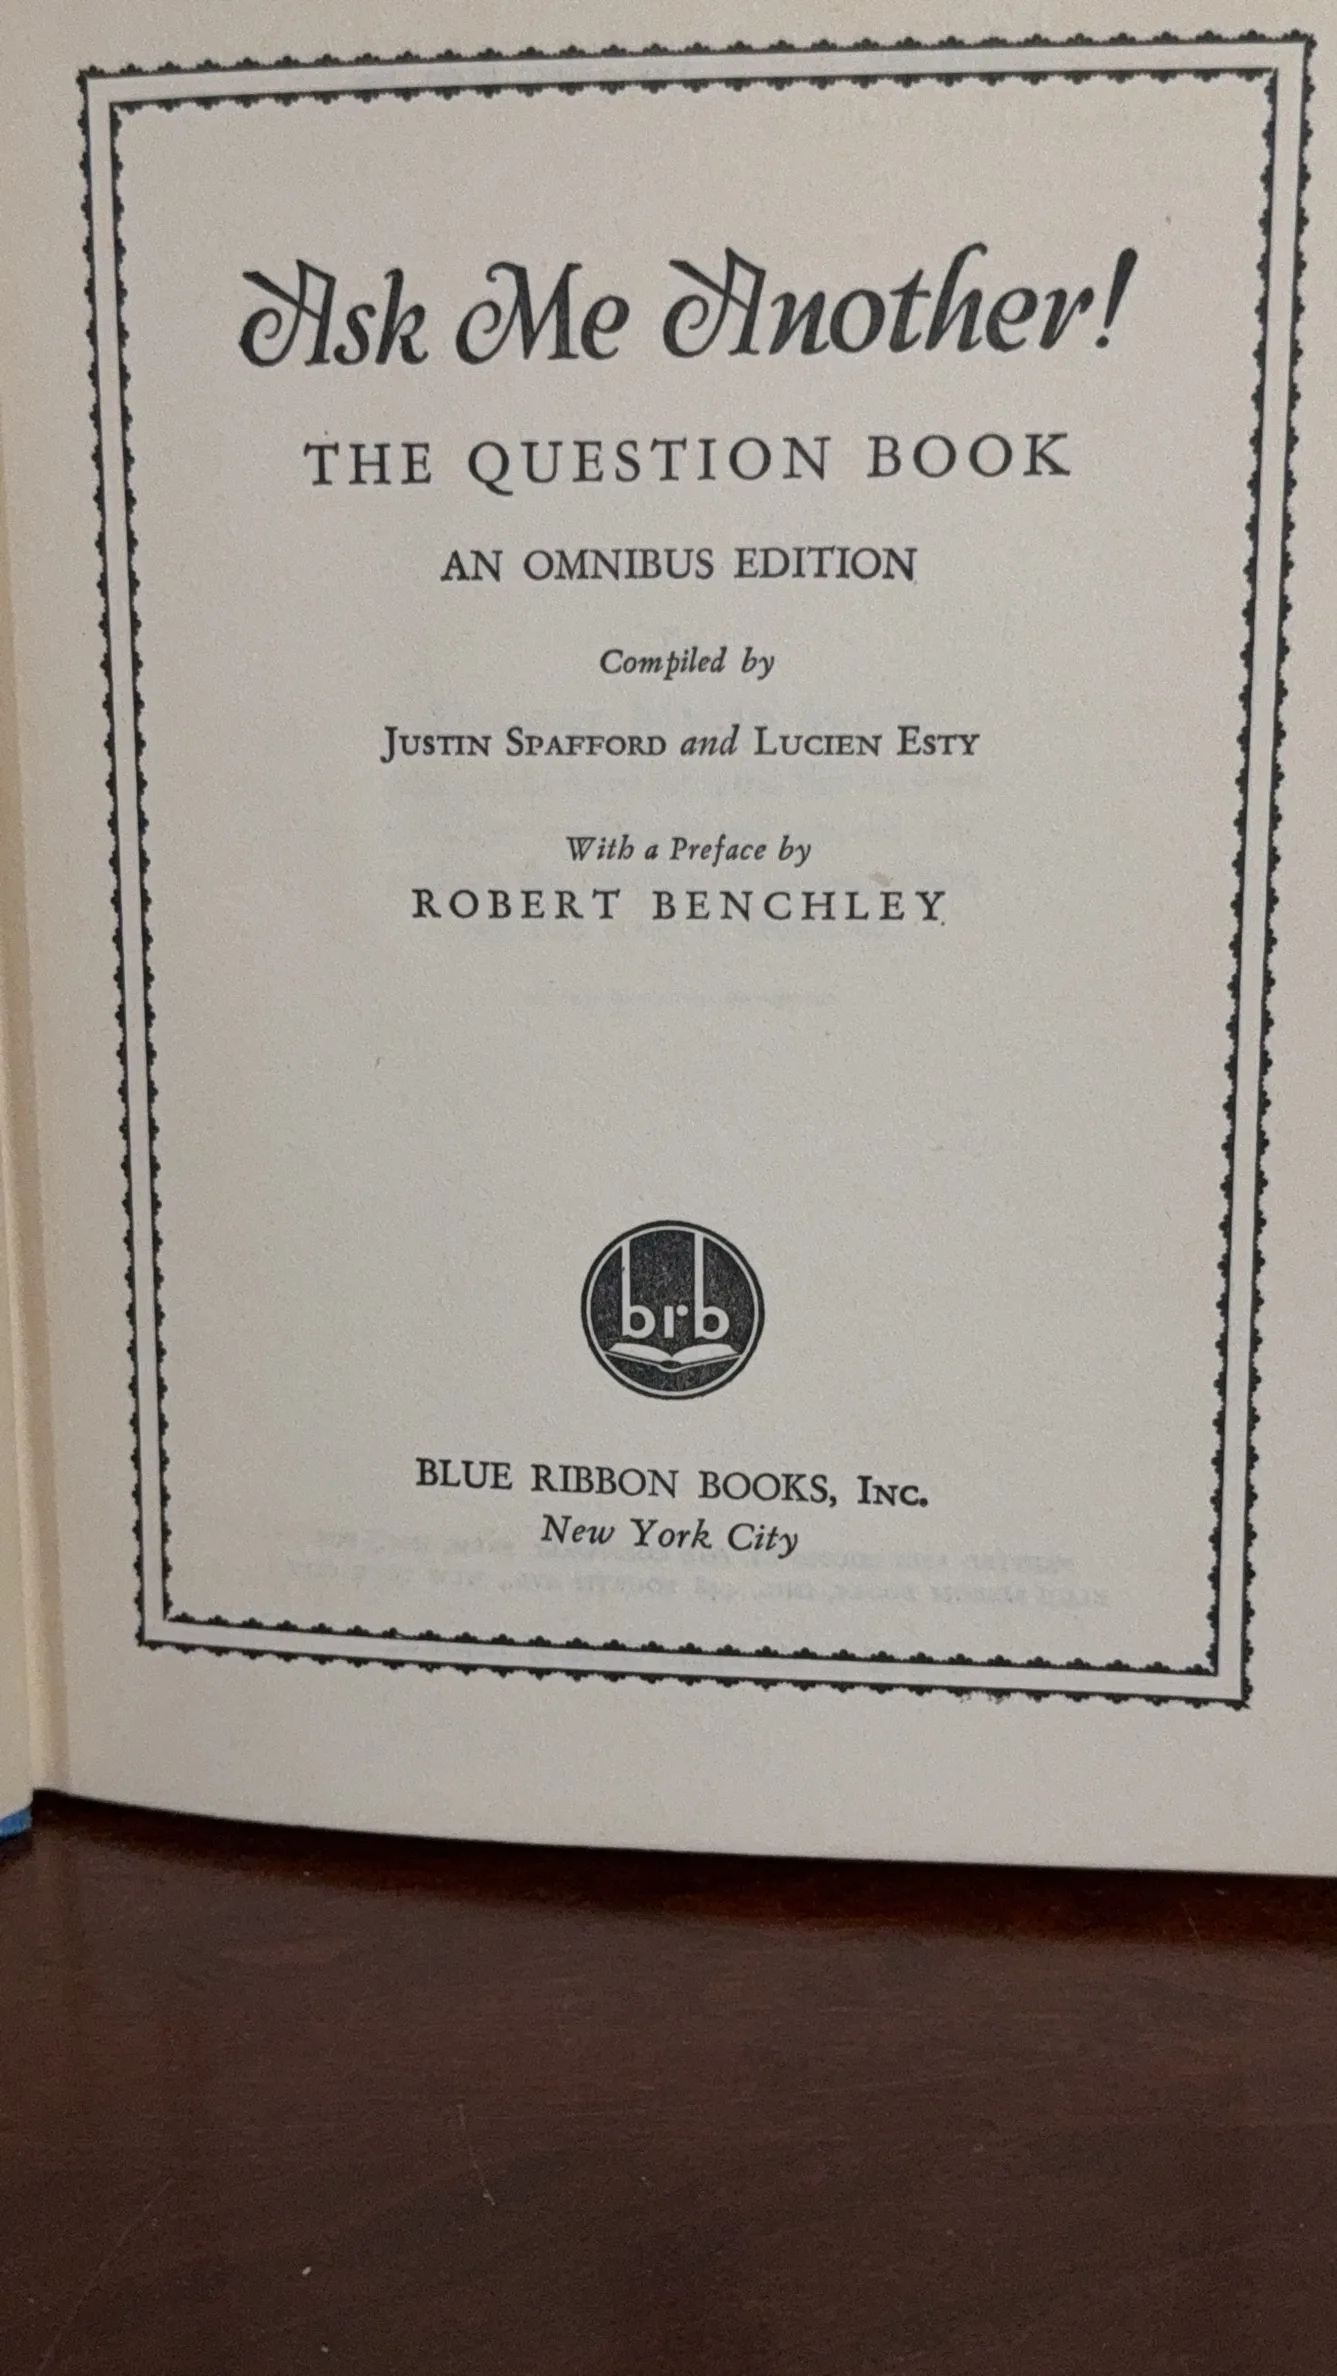 Ask Me Another!
THE QUESTION BOOK
AN OMNIBUS EDITION
Compiled by
JUSTIN SPAFFORD and LUCIEN ESTY
With a Preface by
ROBERT BENCHLEY
brb
BLUE RIBBON BOOKS, INC.
New York City